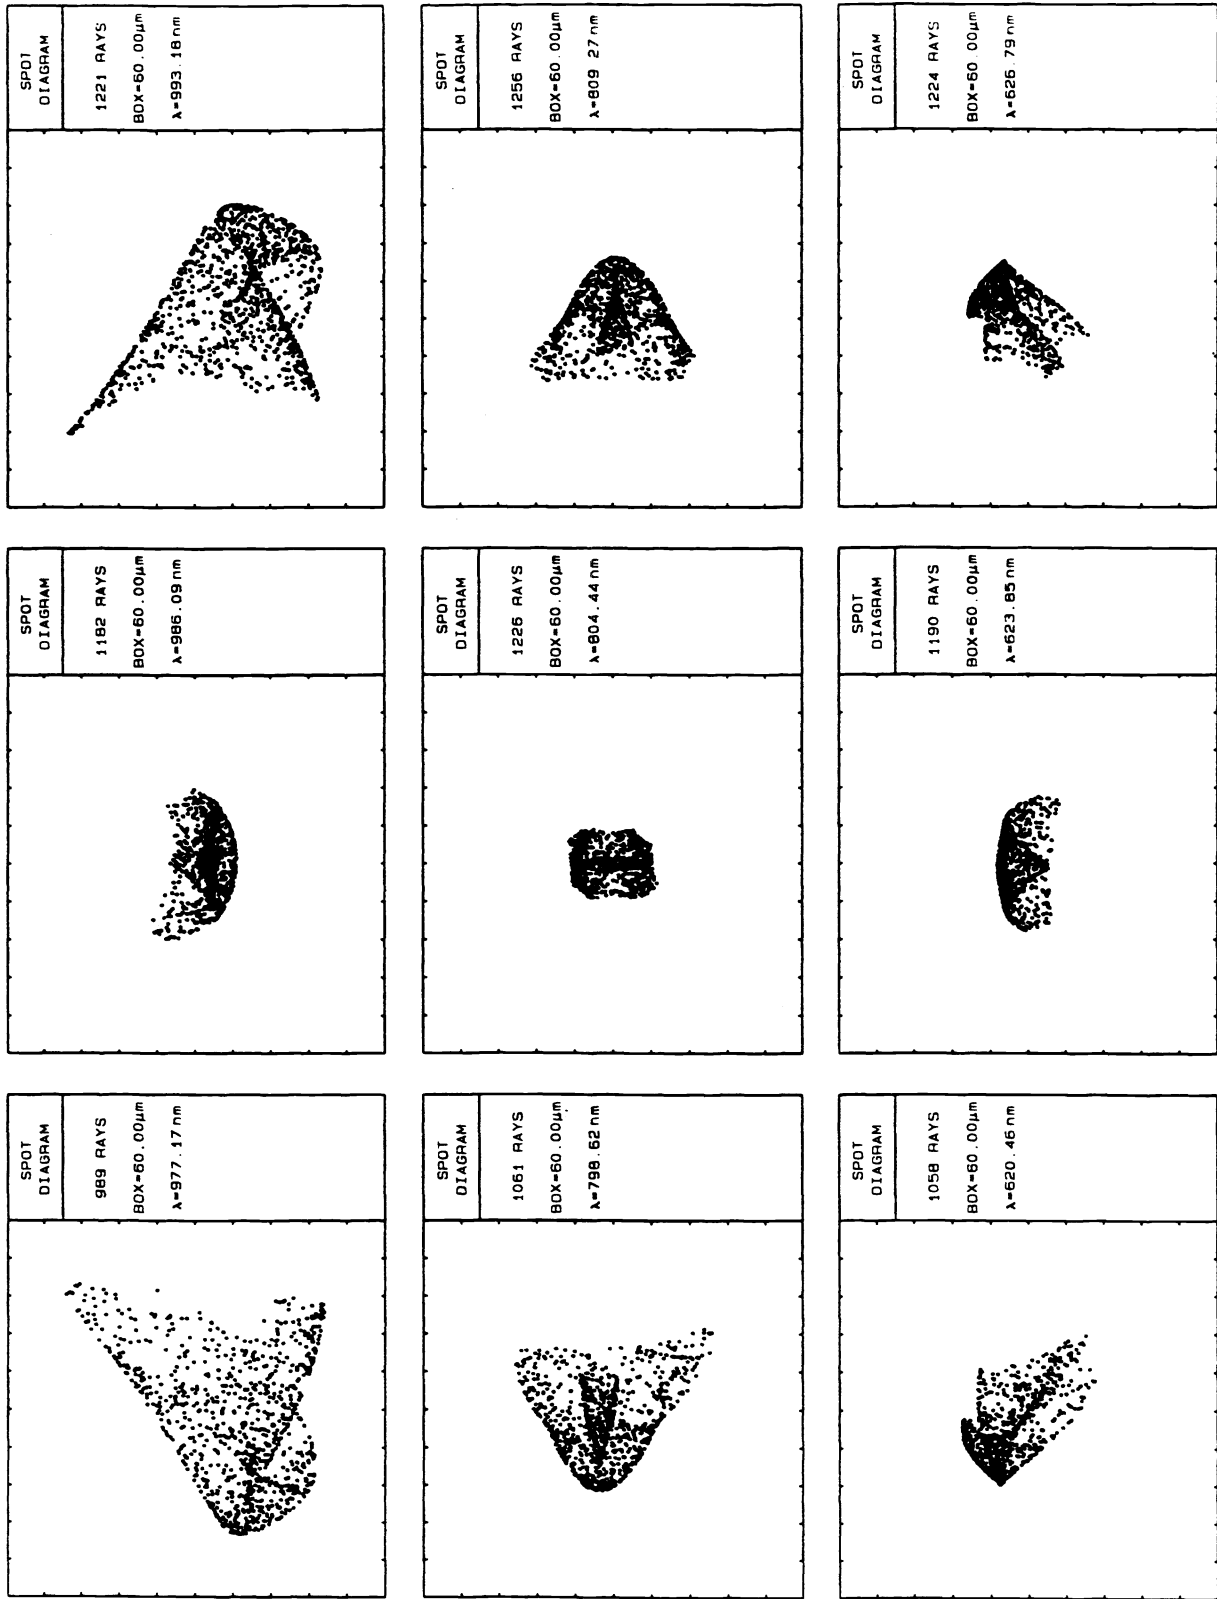 SPOT
DIAGRAM
1221 RAYS
BOX=60.00µm
λ=993.18nm
SPOT
DIAGRAM
1256 RAYS
BOX=60.00µm
λ=809 27nm
SPOT
DIAGRAM
1224 RAYS
BOX=60.00µm
λ=626.79nm
SPOT
DIAGRAM
1182 RAYS
BOX=60.00µm
λ=986.09nm
SPOT
DIAGRAM
1226 RAYS
BOX=60.00µm
λ=804.44nm
SPOT
DIAGRAM
1190 RAYS
BOX=60.00µm
λ=623.85nm
SPOT
DIAGRAM
989 RAYS
BOX=60.00µm
λ=977.17nm
SPOT
DIAGRAM
1061 RAYS
BOX=60.00µm
λ=798.62nm
SPOT
DIAGRAM
1058 RAYS
BOX=60.00µm
λ=620.46nm